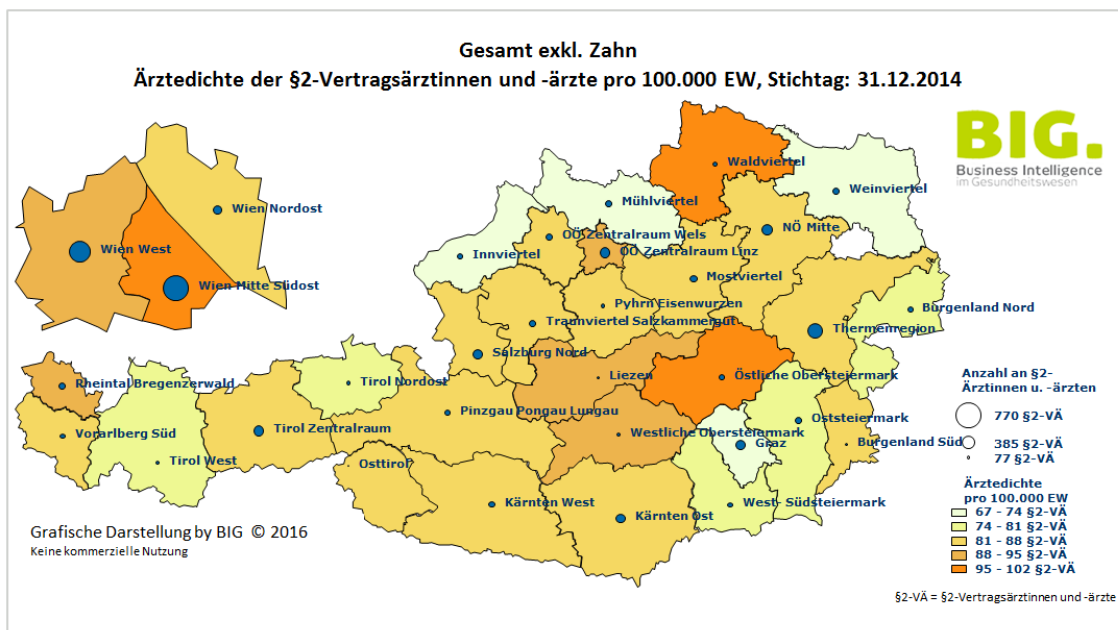 Gesamt exkl. Zahn
Ärztedichte der §2-Vertragsärztinnen und -ärzte pro 100.000 EW, Stichtag: 31.12.2014
BIG.
Business Intelligence
im Gesundheitswesen
Waldviertel
Weinviertel
Mühlviertel
Wien Nordost
NÖ Mitte
OÖ Zentralraum Wels
Wien West
OÖ Zentralraum Linz
Innviertel
Mostviertel
Wien Mitte Südost
Pyhrn Eisenwurzen
Bürgenland Nord
Traunviertel Salzkammergut
Thermenregion
Salzburg Nord
Rheintal Bregenzerwald
Tirol Nordost
Liezen
Östliche Obersteiermark
Pinzgau Pongau Lungau
Oststeiermark
Vorarlberg Süd
Tirol Zentralraum
Westliche Obersteiermark
Graz
Burgenland Süd
Tirol West
Osttirol
Kärnten West
West- Südsteiermark
Kärnten Ost
Anzahl an §2-
Ärztinnen u. -ärzten
770 §2-VÄ
385 §2-VÄ
77 §2-VÄ
Ärztedichte
pro 100.000 EW
67 - 74 §2-VÄ
74 - 81 §2-VÄ
81 - 88 §2-VÄ
88 - 95 §2-VÄ
95 - 102 §2-VÄ
Grafische Darstellung by BIG © 2016
Keine kommerzielle Nutzung
§2-VÄ = §2-Vertragsärztinnen und -ärzte